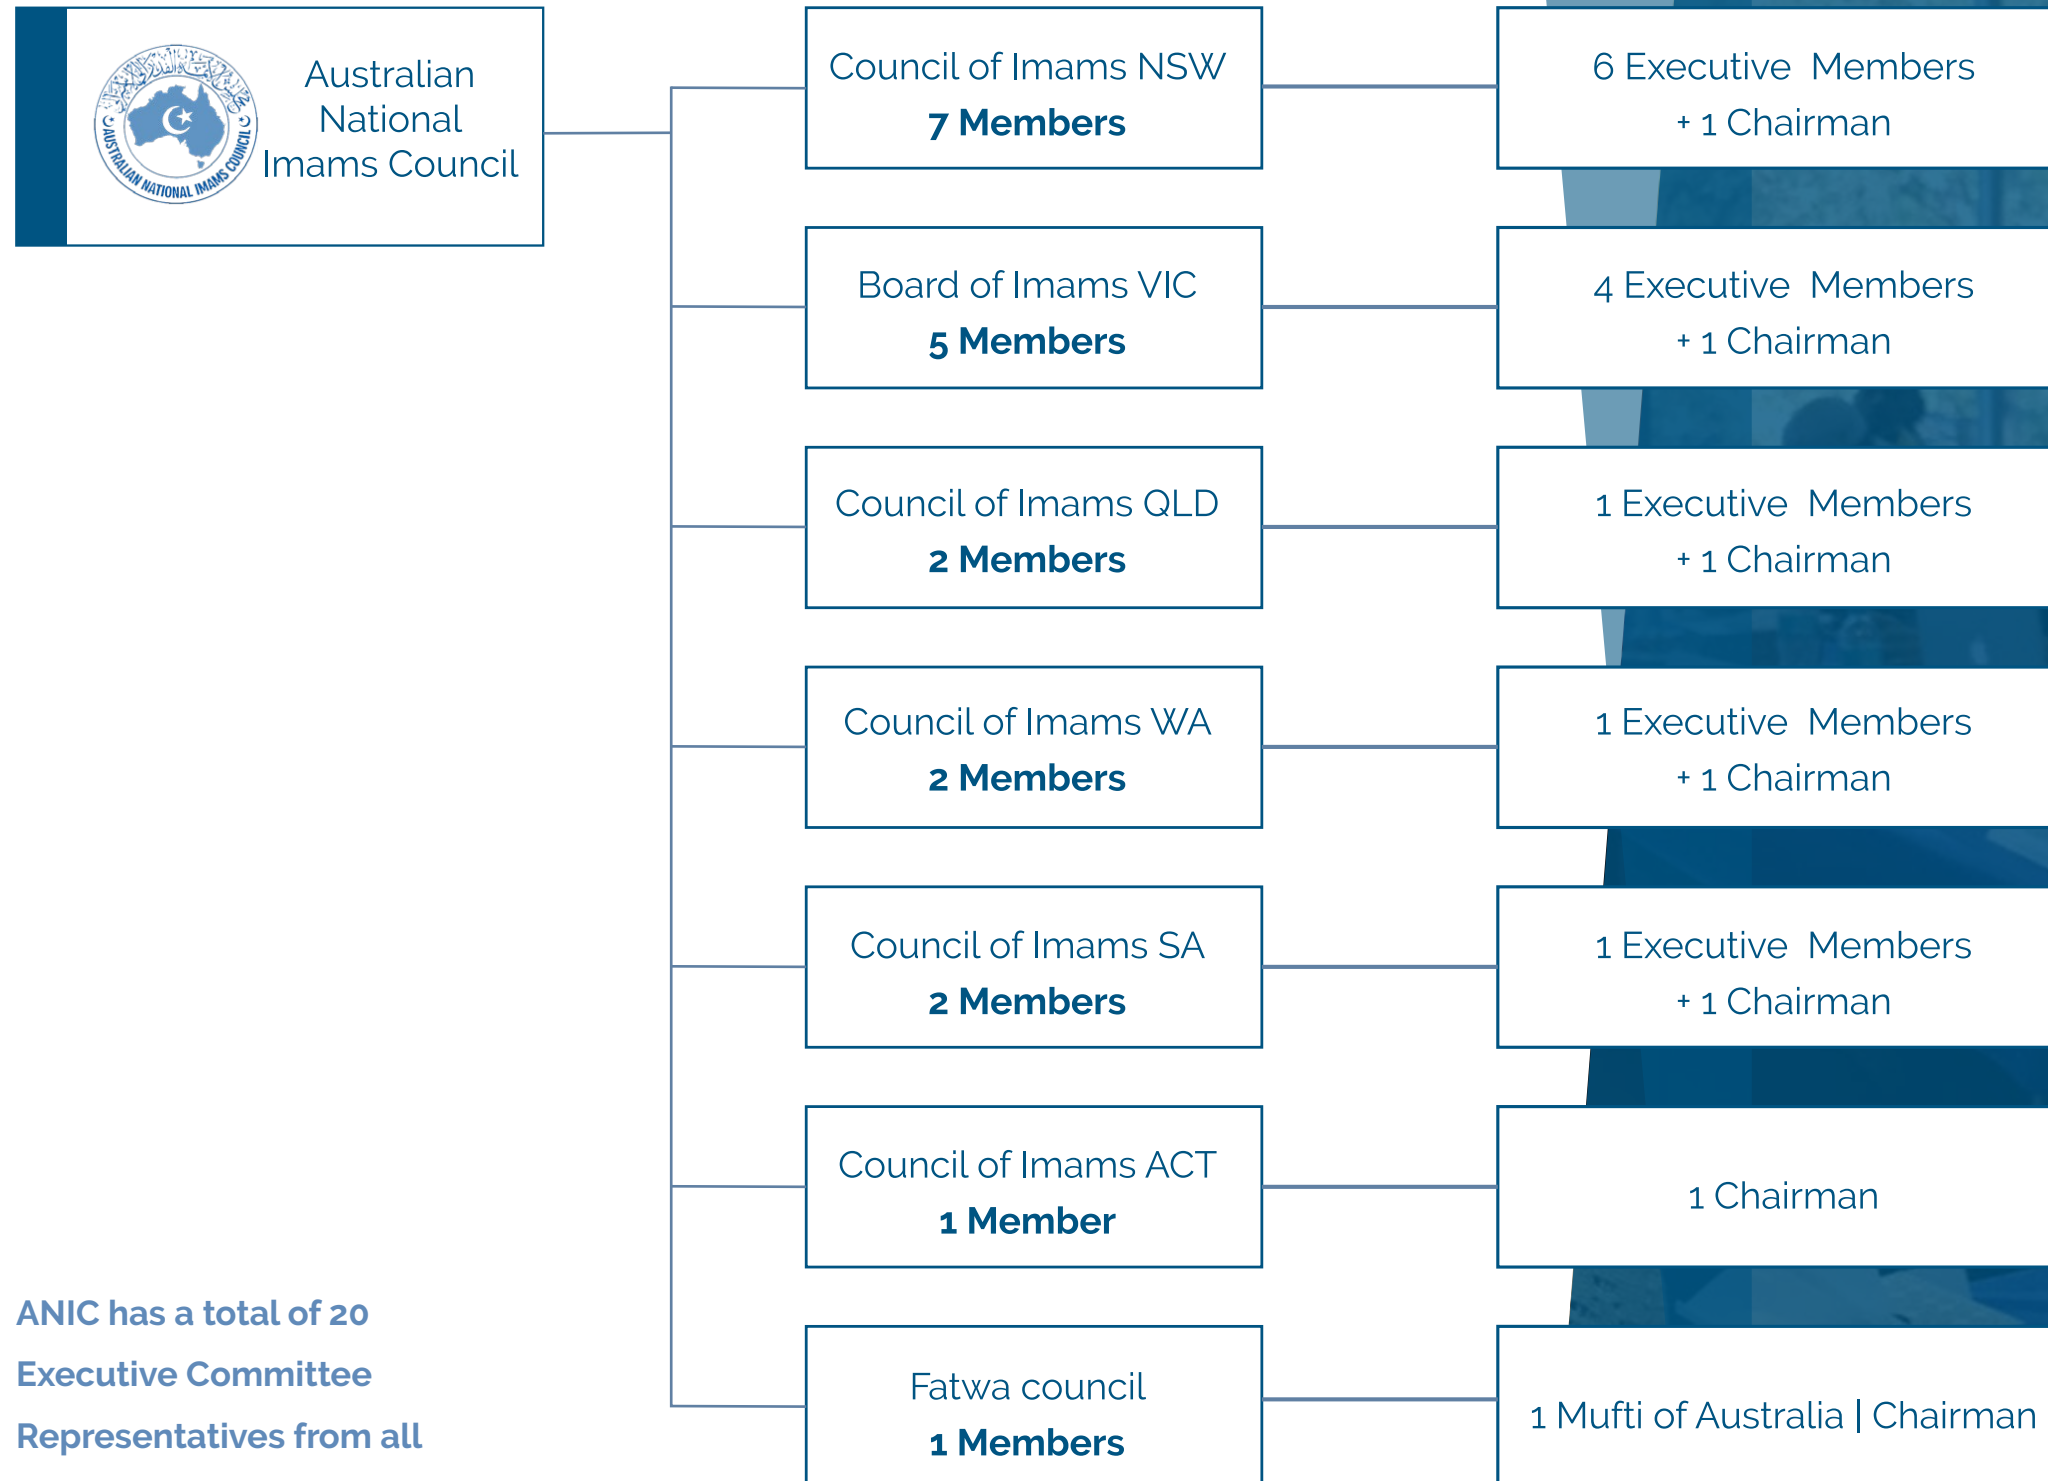 Australian
National
Imams Council
AUSTRALIAN NATIONAL IMAMS COUNCIL
Council of Imams NSW
7 Members
6 Executive Members
+ 1 Chairman
Board of Imams VIC
5 Members
4 Executive Members
+ 1 Chairman
Council of Imams QLD
2 Members
1 Executive Members
+ 1 Chairman
Council of Imams WA
2 Members
1 Executive Members
+ 1 Chairman
Council of Imams SA
2 Members
1 Executive Members
+ 1 Chairman
Council of Imams ACT
1 Member
1 Chairman
Fatwa council
1 Members
1 Mufti of Australia | Chairman
ANIC has a total of 20
Executive Committee
Representatives from all